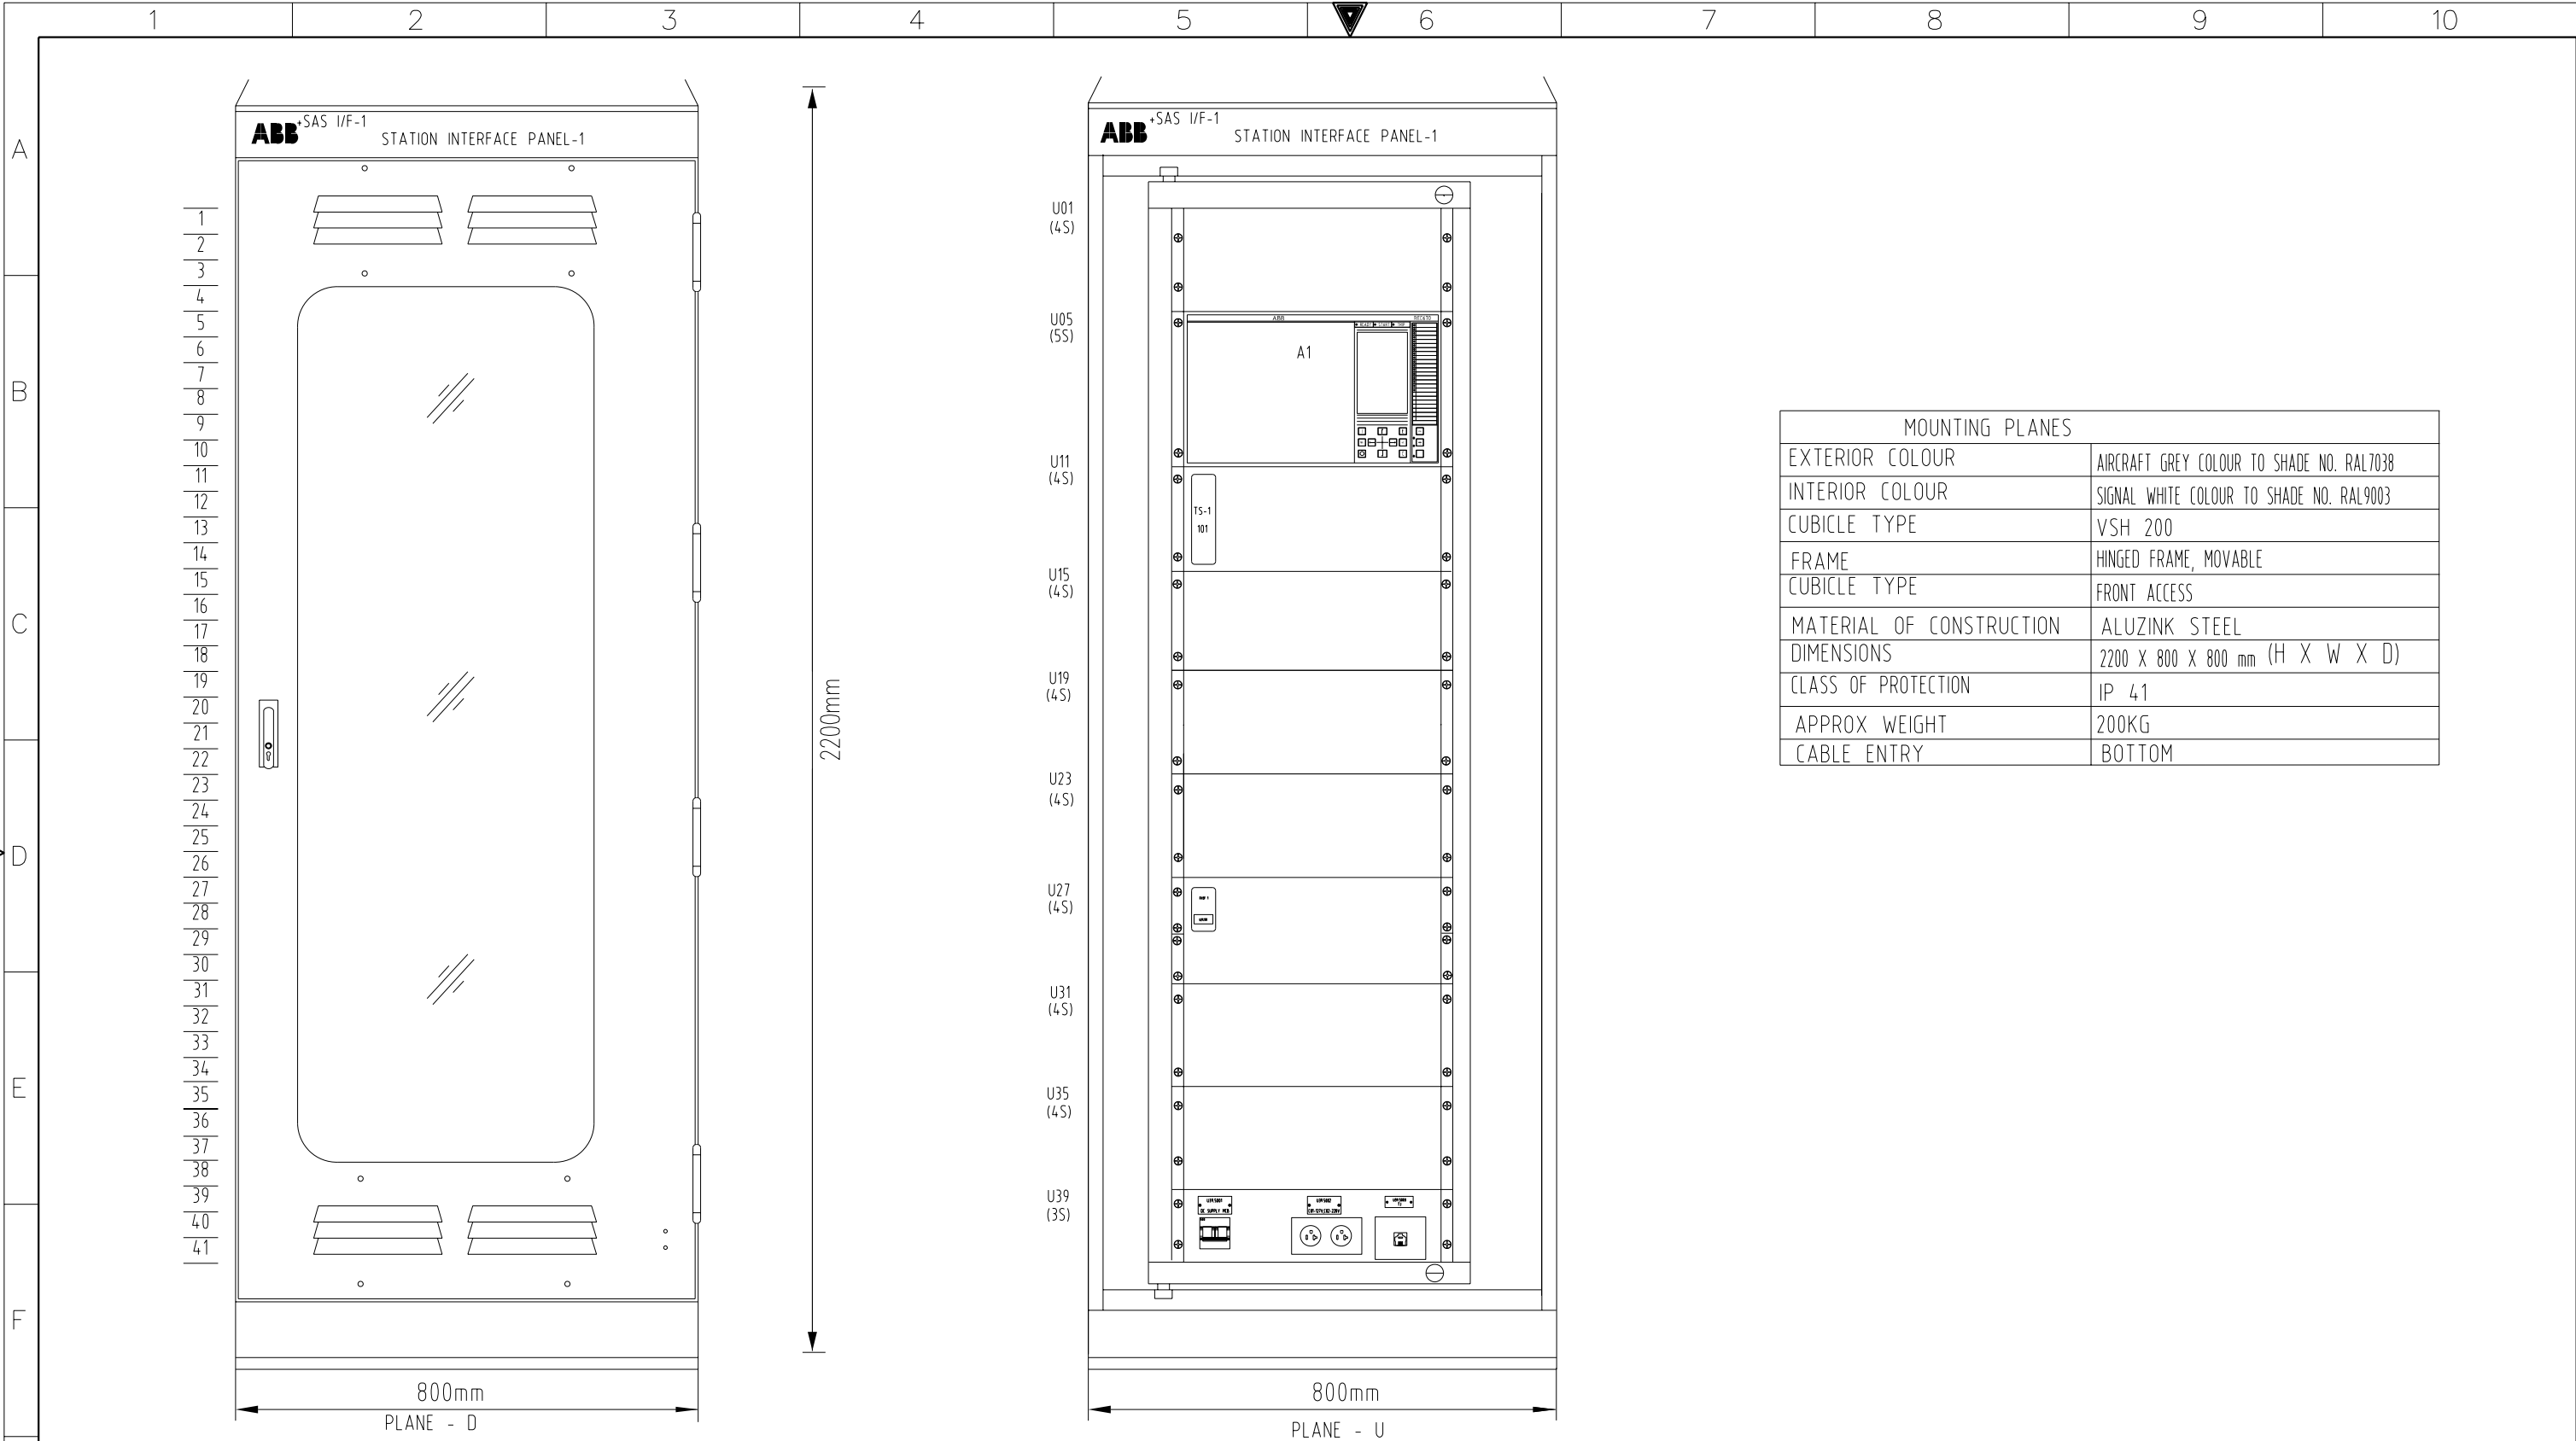 1 2 3 4 5 6 7 8 9 10
A
B
C
D
E
F
ABB +SAS I/F-1
STATION INTERFACE PANEL-1
1
2
3
4
5
6
7
8
9
10
11
12
13
14
15
16
17
18
19
20
21
22
23
24
25
26
27
28
29
30
31
32
33
34
35
36
37
38
39
40
41
2200mm
800mm
PLANE - D
ABB +SAS I/F-1
STATION INTERFACE PANEL-1
U01
(4S)
U05
(5S)
ABB
A1
U11
(4S)
TS-1
101
U15
(4S)
U19
(4S)
U23
(4S)
U27
(4S)
U31
(4S)
U35
(4S)
U39
(3S)
DC SUPPLY MCB
800mm
PLANE - U
MOUNTING PLANES
EXTERIOR COLOUR AIRCRAFT GREY COLOUR TO SHADE NO. RAL7038
INTERIOR COLOUR SIGNAL WHITE COLOUR TO SHADE NO. RAL9003
CUBICLE TYPE VSH 200
FRAME HINGED FRAME, MOVABLE
CUBICLE TYPE FRONT ACCESS
MATERIAL OF CONSTRUCTION ALUZINK STEEL
DIMENSIONS 2200 X 800 X 800 mm (H X W X D)
CLASS OF PROTECTION IP 41
APPROX WEIGHT 200KG
CABLE ENTRY BOTTOM